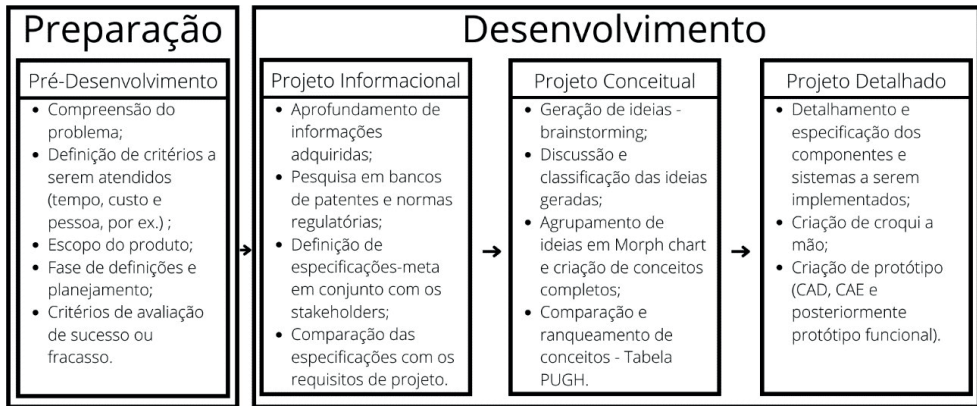 Preparação
Pré-Desenvolvimento
• Compreensão do
problema;
• Definição de critérios a
serem atendidos
(tempo, custo e
pessoa, por ex.) ;
• Escopo do produto;
• Fase de definições e
planejamento;
• Critérios de avaliação
de sucesso ou
fracasso.
Desenvolvimento
Projeto Informacional
• Aprofundamento de
informações
adquiridas;
• Pesquisa em bancos
de patentes e normas
regulatórias;
• Definição de
especificações-meta
em conjunto com os
stakeholders;
• Comparação das
especificações com os
requisitos de projeto.
Projeto Conceitual
• Geração de ideias -
brainstorming;
• Discussão e
classificação das ideias
geradas;
• Agrupamento de
ideias em Morph chart
e criação de conceitos
completos;
• Comparação e
ranqueamento de
conceitos - Tabela
PUGH.
Projeto Detalhado
• Detalhamento e
especificação dos
componentes e
sistemas a serem
implementados;
• Criação de croqui a
mão;
• Criação de protótipo
(CAD, CAE e
posteriormente
protótipo funcional).